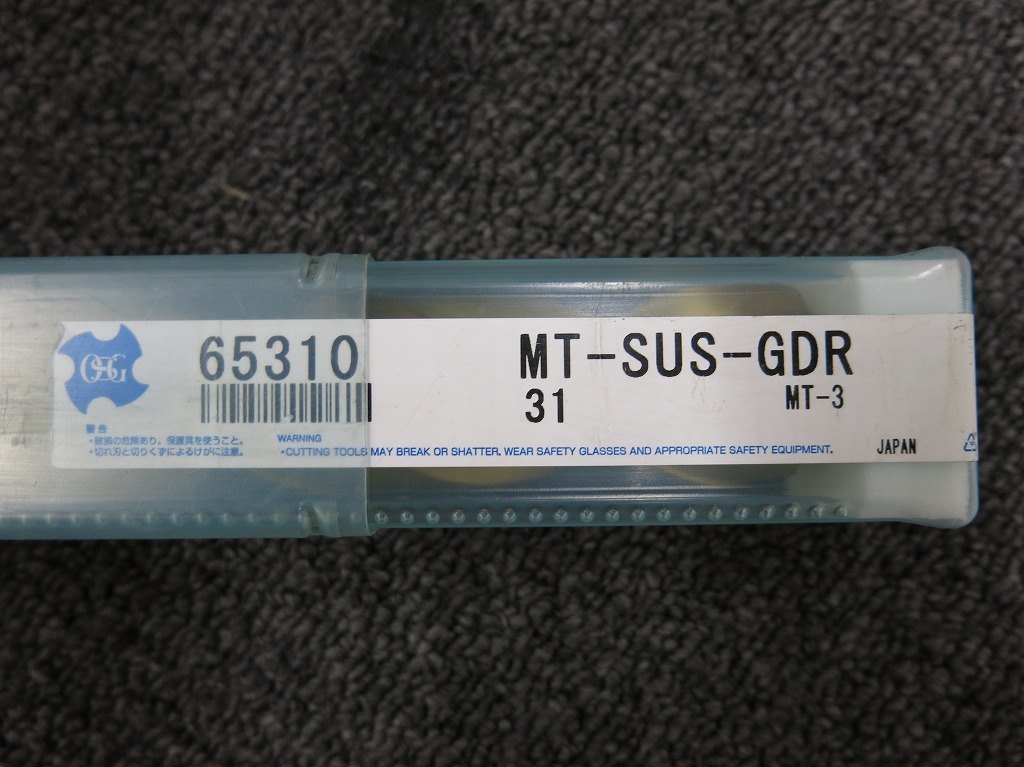 OSG
65310
MT-SUS-GDR
31
MT-3
警告
・破損の危険あり。保護具を使うこと。
・切れ刃と切りくずによるけがに注意。
WARNING
・CUTTING TOOLS MAY BREAK OR SHATTER. WEAR SAFETY GLASSES AND APPROPRIATE SAFETY EQUIPMENT.
JAPAN